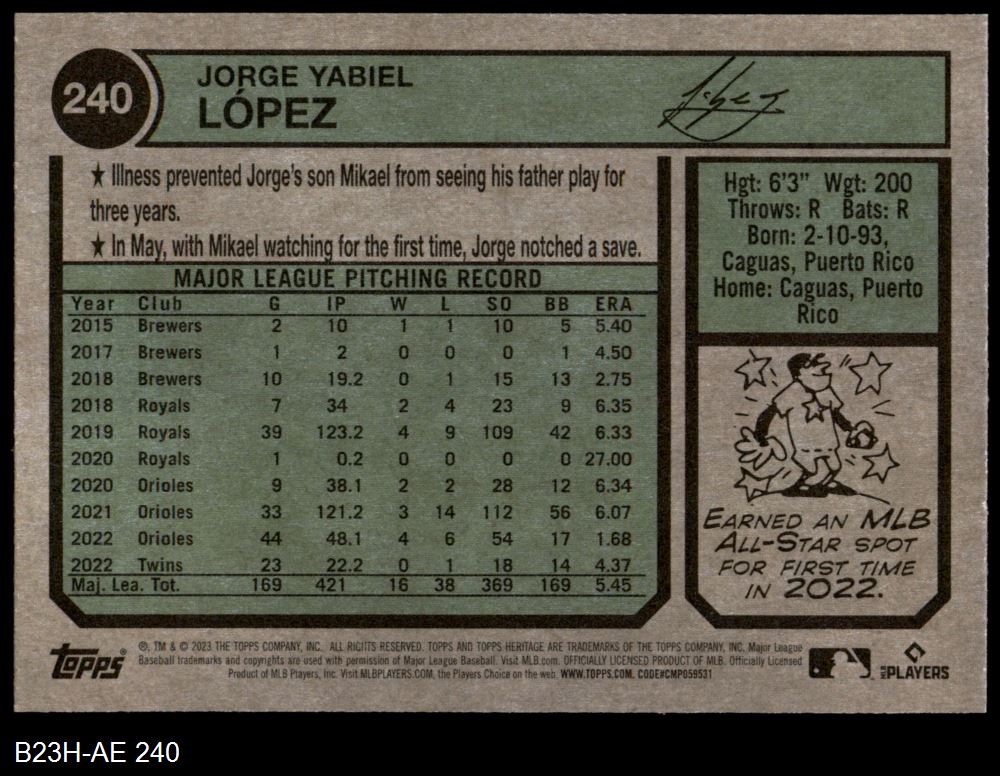 240
JORGE YABIEL
LÓPEZ
★ Illness prevented Jorge's son Mikael from seeing his father play for
three years.
★ In May, with Mikael watching for the first time, Jorge notched a save.
MAJOR LEAGUE PITCHING RECORD
Year Club G IP W L SO BB ERA
2015 Brewers 2 10 1 1 10 5 5.40
2017 Brewers 1 2 0 0 0 1 4.50
2018 Brewers 10 19.2 0 1 15 13 2.75
2018 Royals 7 34 2 4 23 9 6.35
2019 Royals 39 123.2 4 9 109 42 6.33
2020 Royals 1 0.2 0 0 0 0 27.00
2020 Orioles 9 38.1 2 2 28 12 6.34
2021 Orioles 33 121.2 3 14 112 56 6.07
2022 Orioles 44 48.1 4 6 54 17 1.68
2022 Twins 23 22.2 0 1 18 14 4.37
Maj. Lea. Tot. 169 421 16 38 369 169 5.45
Hgt: 6'3" Wgt: 200
Throws: R Bats: R
Born: 2-10-93,
Caguas, Puerto Rico
Home: Caguas, Puerto
Rico
EARNED AN MLB
ALL-STAR SPOT
FOR FIRST TIME
IN 2022.
topps
®, TM & © 2023 THE TOPPS COMPANY, INC. ALL RIGHTS RESERVED. TOPPS AND TOPPS HERITAGE ARE TRADEMARKS OF THE TOPPS COMPANY, INC. Major League
Baseball trademarks and copyrights are used with permission of Major League Baseball. Visit MLB.com. OFFICIALLY LICENSED PRODUCT OF MLB. Officially Licensed
Product of MLB Players, Inc. Visit MLBPLAYERS.COM, the Players Choice on the web. WWW.TOPPS.COM. CODE#CMP059531
MLB PLAYERS
B23H-AE 240